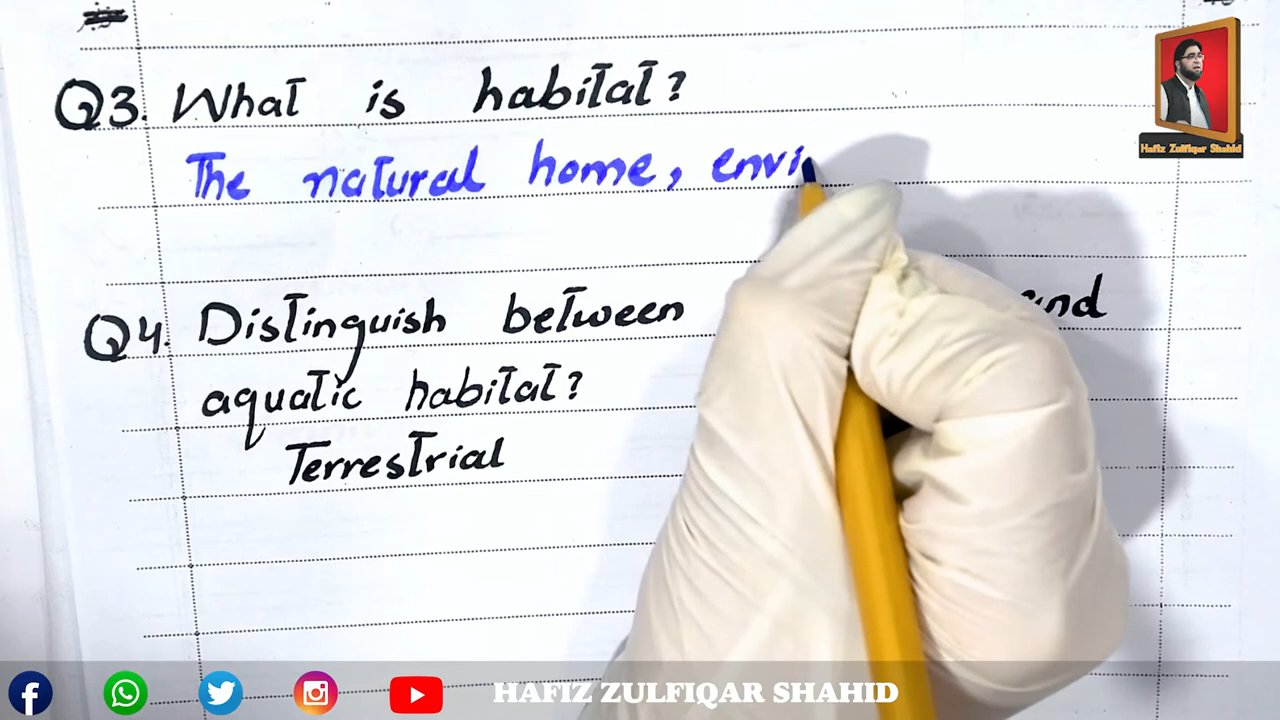 Q3. What is habitat?
The natural home, envi
Q4. Distinguish between and
aquatic habitat?
Terrestrial
Hafiz Zulfiqar Shahid
HAFIZ ZULFIQAR SHAHID